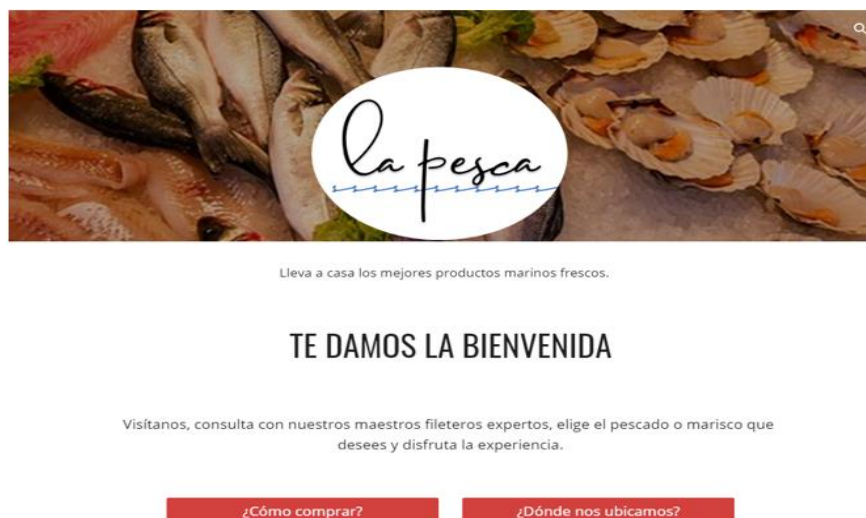 la pesca
Lleva a casa los mejores productos marinos frescos.
TE DAMOS LA BIENVENIDA
Visítanos, consulta con nuestros maestros fileteros expertos, elige el pescado o marisco que
desees y disfruta la experiencia.
¿Cómo comprar?
¿Dónde nos ubicamos?